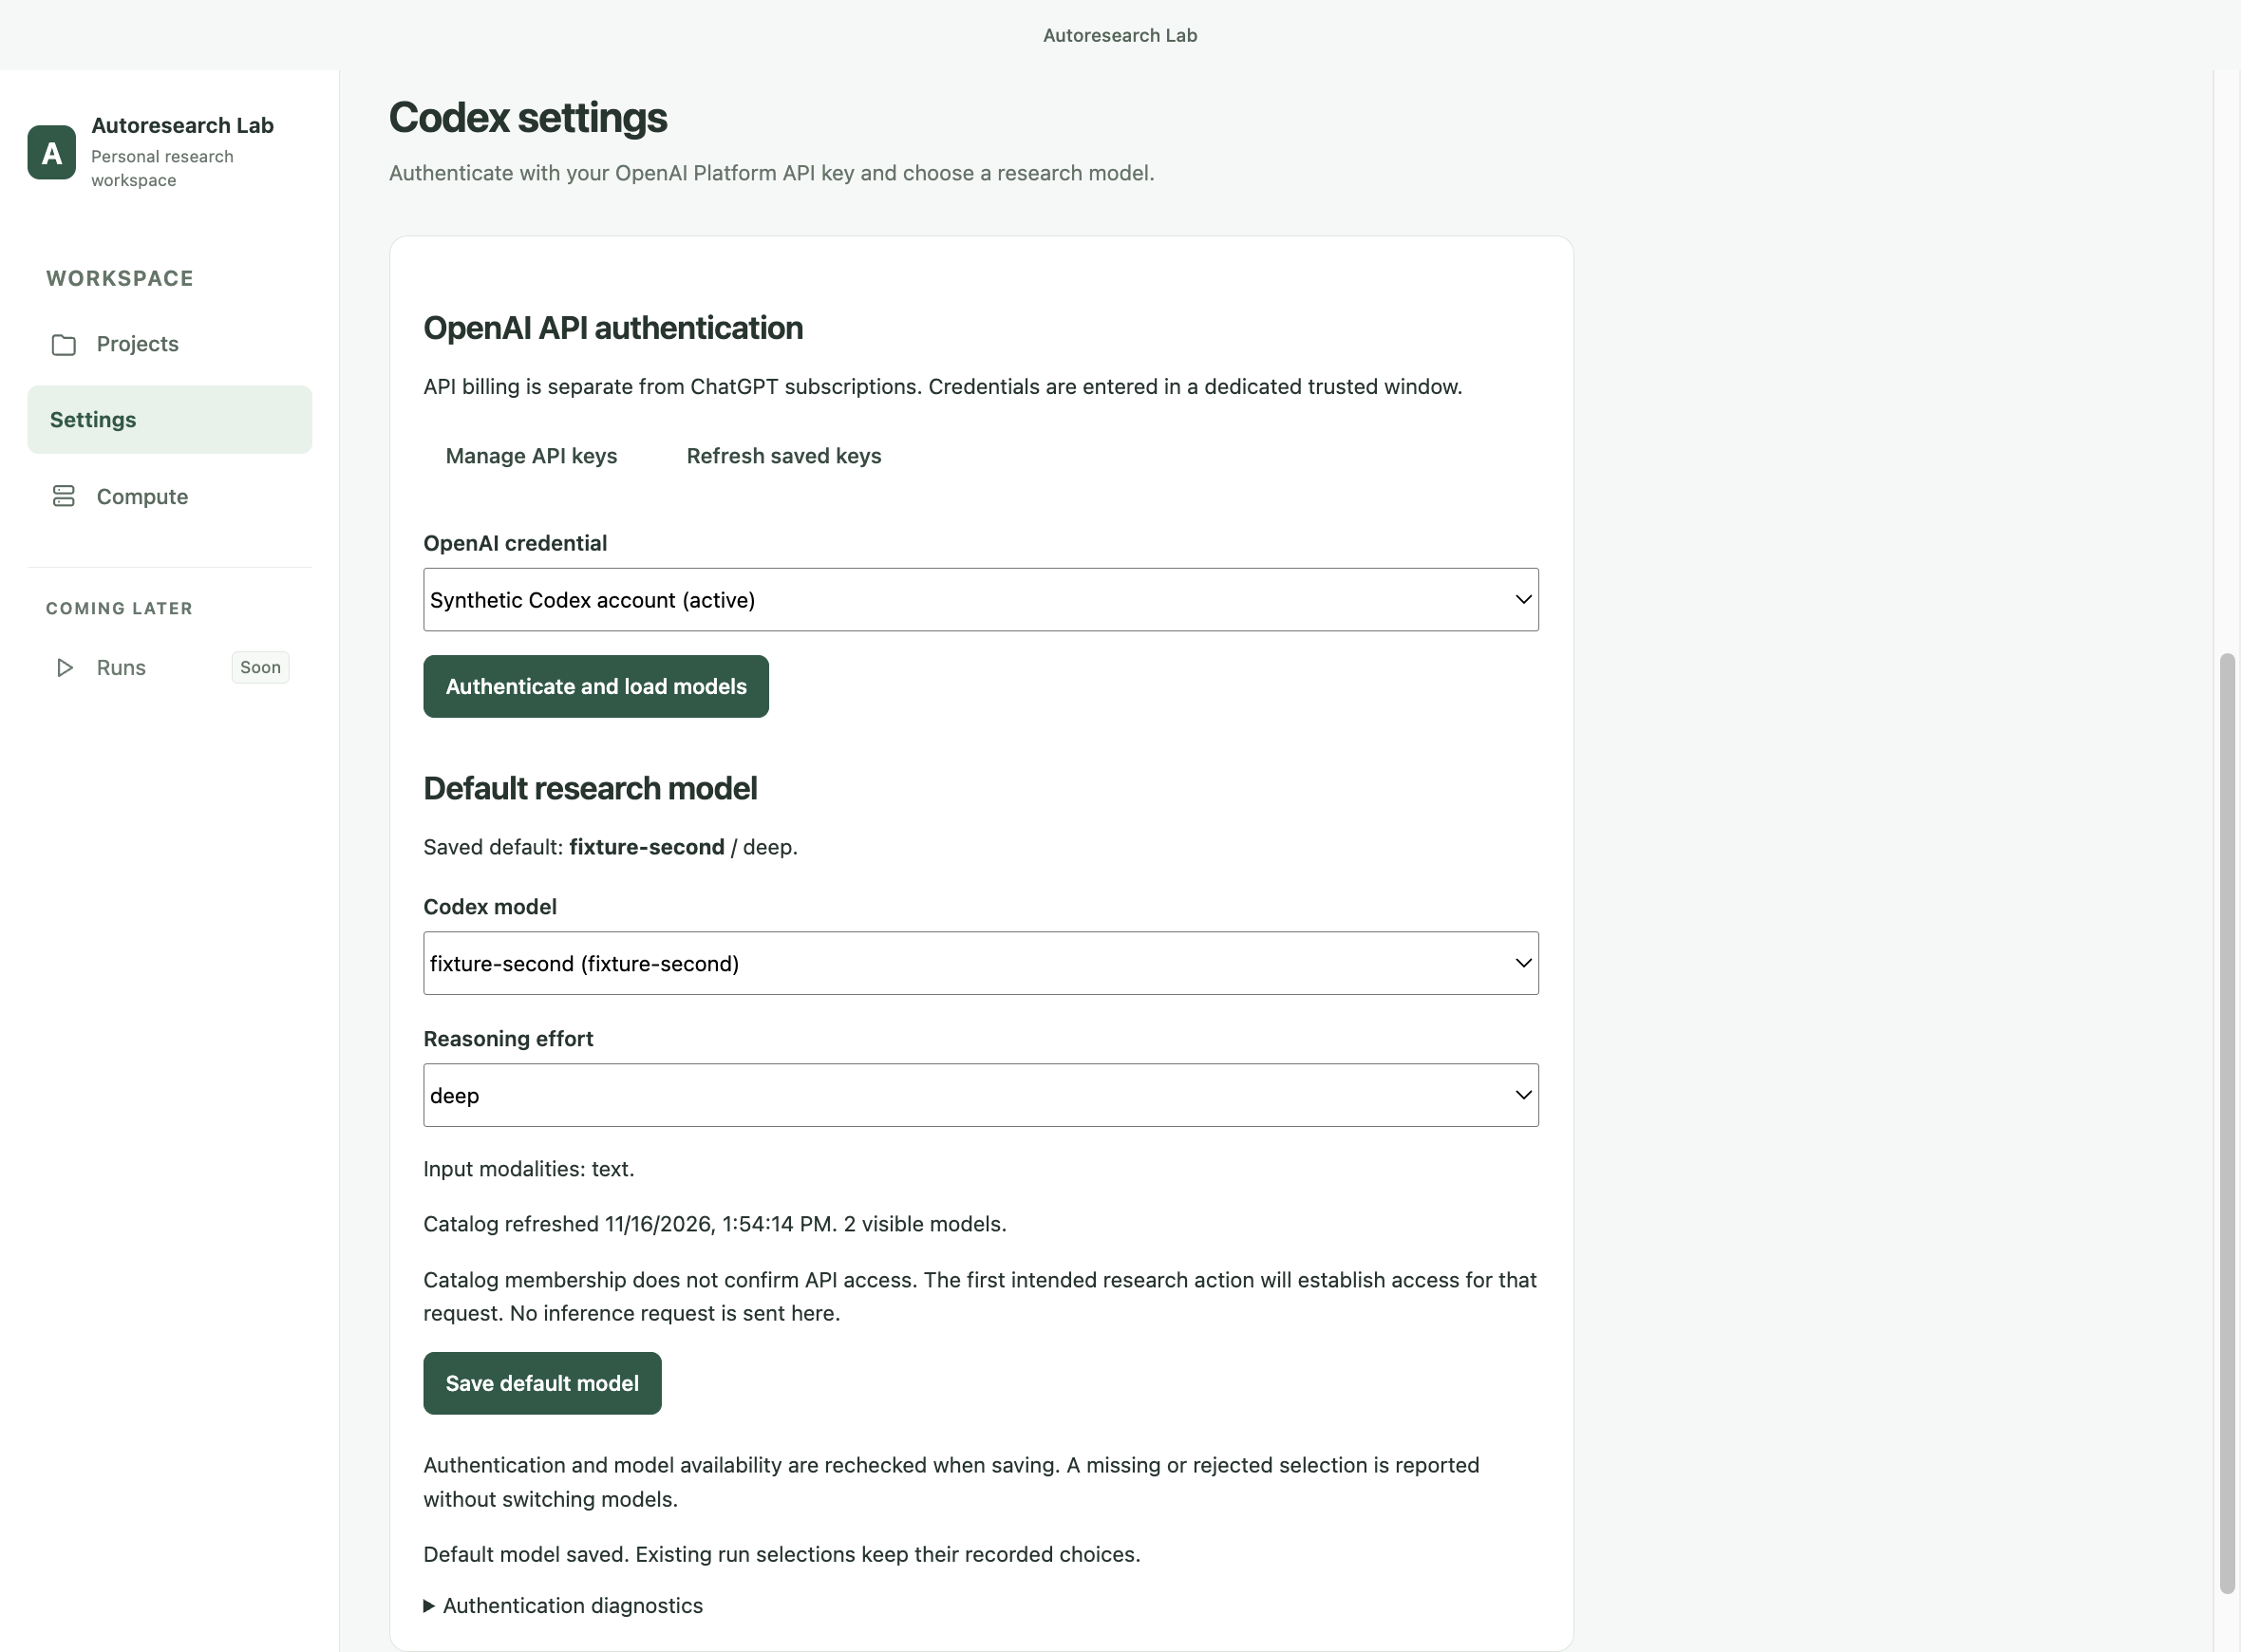 Autoresearch Lab
A
Autoresearch Lab
Personal research
workspace
WORKSPACE
Projects
Settings
Compute
COMING LATER
Runs
Soon
Codex settings
Authenticate with your OpenAI Platform API key and choose a research model.
OpenAI API authentication
API billing is separate from ChatGPT subscriptions. Credentials are entered in a dedicated trusted window.
Manage API keys
Refresh saved keys
OpenAI credential
Synthetic Codex account (active)
Authenticate and load models
Default research model
Saved default: fixture-second / deep.
Codex model
fixture-second (fixture-second)
Reasoning effort
deep
Input modalities: text.
Catalog refreshed 11/16/2026, 1:54:14 PM. 2 visible models.
Catalog membership does not confirm API access. The first intended research action will establish access for that
request. No inference request is sent here.
Save default model
Authentication and model availability are rechecked when saving. A missing or rejected selection is reported
without switching models.
Default model saved. Existing run selections keep their recorded choices.
Authentication diagnostics